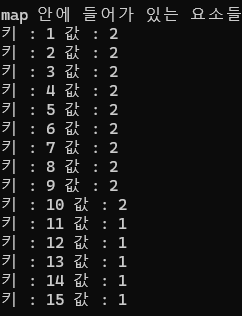 map 안에 들어가 있는 요소들
키 : 1 값 : 2
키 : 2 값 : 2
키 : 3 값 : 2
키 : 4 값 : 2
키 : 5 값 : 2
키 : 6 값 : 2
키 : 7 값 : 2
키 : 8 값 : 2
키 : 9 값 : 2
키 : 10 값 : 2
키 : 11 값 : 1
키 : 12 값 : 1
키 : 13 값 : 1
키 : 14 값 : 1
키 : 15 값 : 1